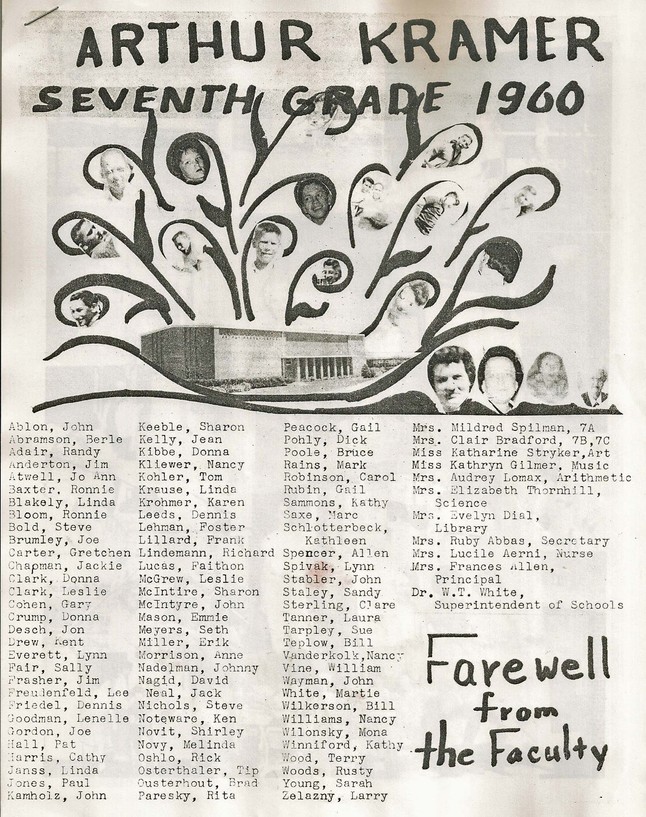 ARTHUR KRAMER
SEVENTH GRADE 1960
Ablon, John
Abramson, Berle
Adair, Randy
Anderton, Jim
Atwell, Jo Ann
Baxter, Ronnie
Blakely, Linda
Bloom, Ronnie
Bold, Steve
Brumley, Joe
Carter, Gretchen
Chapman, Jackie
Clark, Donna
Clark, Leslie
Cohen, Gary
Crump, Donna
Desch, Jon
Drew, Kent
Everett, Lynn
Fair, Sally
Frasher, Jim
Freudenfeld, Lee
Friedel, Dennis
Goodman, Lenelle
Gordon, Joe
Hall, Pat
Harris, Cathy
Janss, Linda
Jones, Paul
Kamholz, John
Keeble, Sharon
Kelly, Jean
Kibbe, Donna
Kliewer, Nancy
Kohler, Tom
Krause, Linda
Krohmer, Karen
Leeds, Dennis
Lehman, Foster
Lillard, Frank
Lindemann, Richard
Lucas, Faithon
McGrew, Leslie
McIntire, Sharon
McIntyre, John
Mason, Emmie
Meyers, Seth
Miller, Erik
Morrison, Anne
Nadelman, Johnny
Nagid, David
Neal, Jack
Nichols, Steve
Noteware, Ken
Novit, Shirley
Novy, Melinda
Oshlo, Rick
Osterthaler, Tip
Ousterhout, Brad
Paresky, Rita
Peacock, Gail
Pohly, Dick
Poole, Bruce
Rains, Mark
Robinson, Carol
Rubin, Gail
Sammons, Kathy
Saxe, Marc
Schlotterbeck,
Kathleen
Spencer, Allen
Spivak, Lynn
Stabler, John
Staley, Sandy
Sterling, Clare
Tanner, Laura
Tarpley, Sue
Teplow, Bill
Vanderkolk, Nancy
Vine, William
Wayman, John
White, Martie
Wilkerson, Bill
Williams, Nancy
Wilonsky, Mona
Winniford, Kathy
Wood, Terry
Woods, Rusty
Young, Sarah
Zelazny, Larry
Mrs. Mildred Spilman, 7A
Mrs. Clair Bradford, 7B,7C
Miss Katharine Stryker,Art
Miss Kathryn Gilmer, Music
Mrs. Audrey Lomax, Arithmetic
Mrs. Elizabeth Thornhill,
Science
Mrs. Evelyn Dial,
Library
Mrs. Ruby Abbas, Secretary
Mrs. Lucile Aerni, Nurse
Mrs. Frances Allen,
Principal
Dr. W.T. White,
Superintendent of Schools
Farewell
from
the Faculty